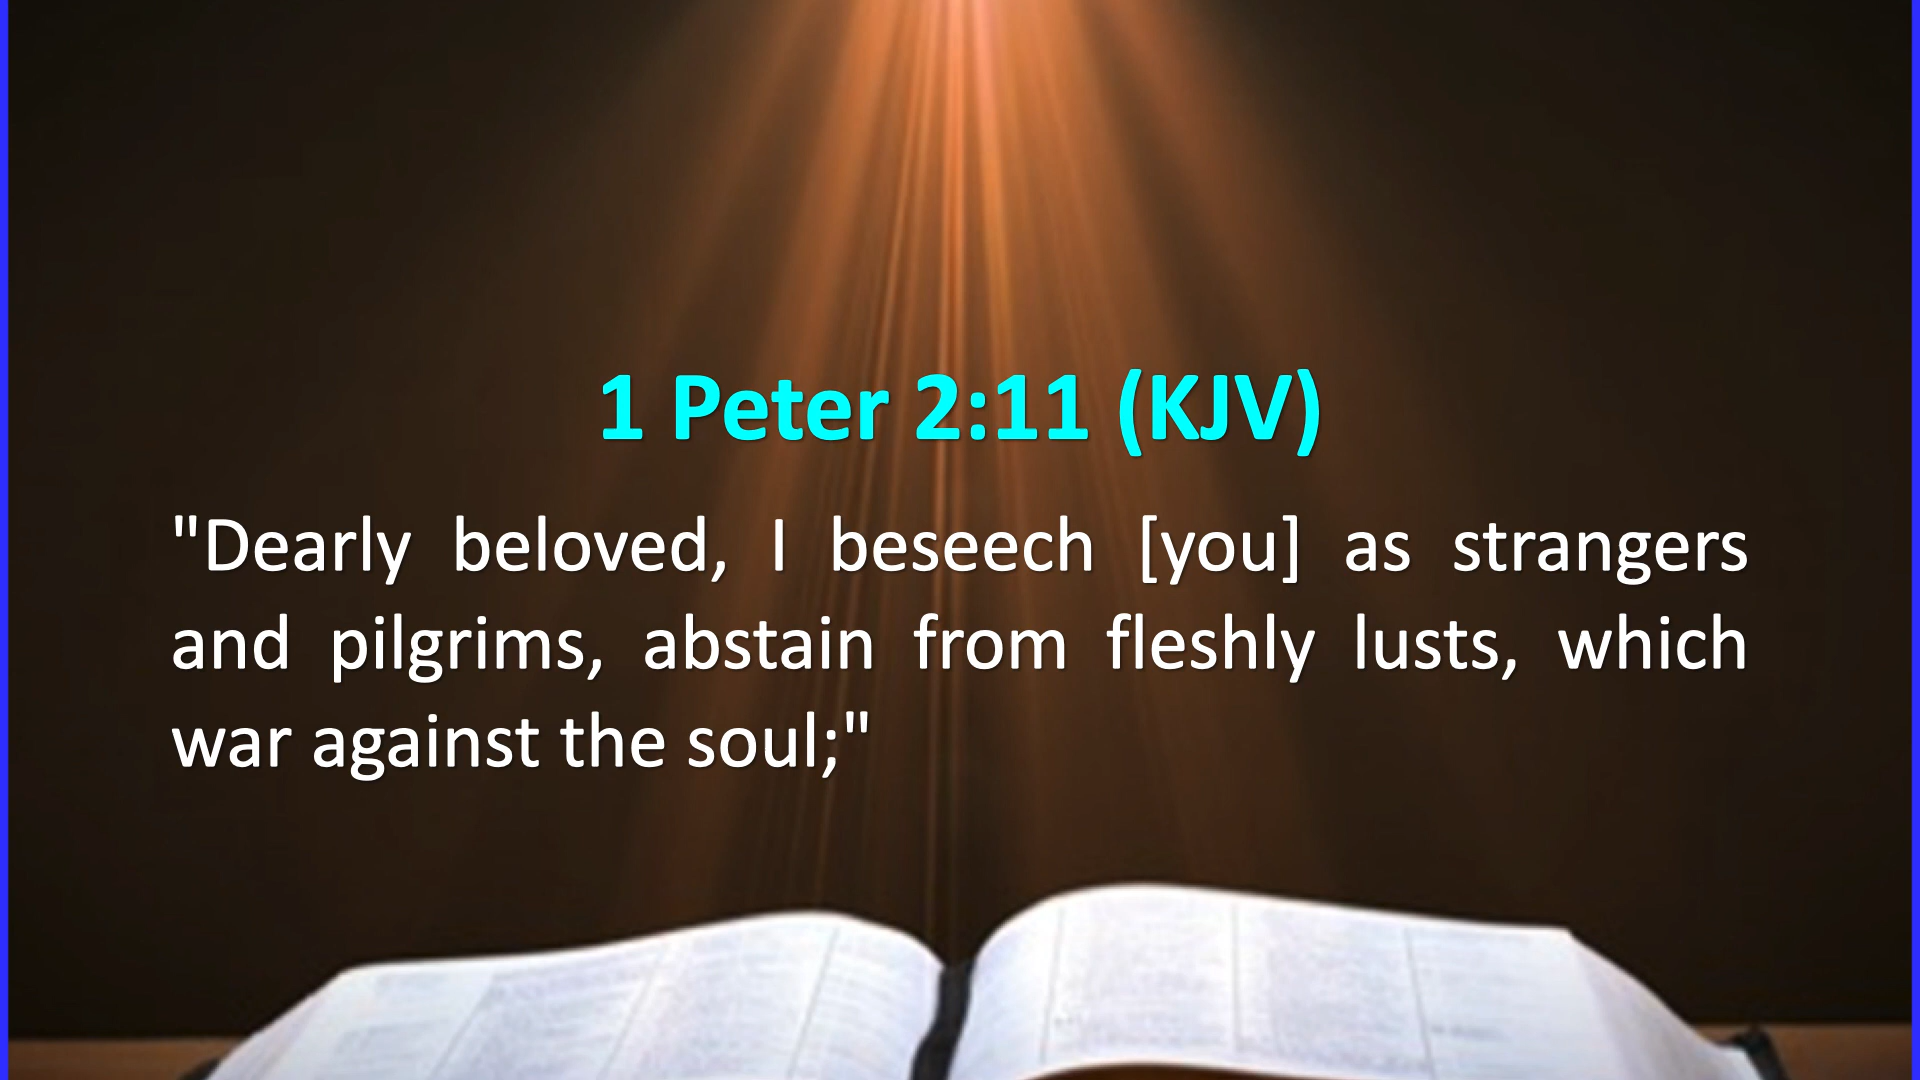 1 Peter 2:11 (KJV)
"Dearly beloved, I beseech [you] as strangers
and pilgrims, abstain from fleshly lusts, which
war against the soul;"